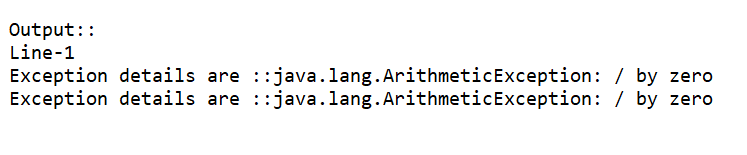 Output::
Line-1
Exception details are ::java.lang.ArithmeticException: / by zero
Exception details are ::java.lang.ArithmeticException: / by zero